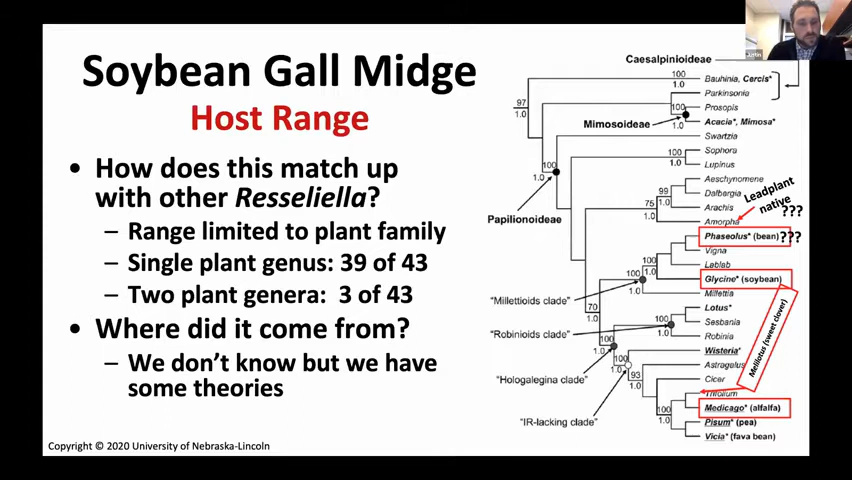 Soybean Gall Midge
Host Range
• How does this match up
with other Resseliella?
– Range limited to plant family
– Single plant genus: 39 of 43
– Two plant genera: 3 of 43
• Where did it come from?
– We don't know but we have
some theories
Copyright © 2020 University of Nebraska-Lincoln
Caesalpinioideae
100
1.0
Bauhinia, Cercis*
97
0.1
Parkinsonia
Prosopis
100
1.0
Mimosoideae
Acacia*, Mimosa*
Swartzia
100
1.0
Papilionoideae
Sophora
100
1.0
Lupinus
Aeschynomene
99
1.0
Dalbergia
75
1.0
Arachis
Amorpha
Leadplant
native
???
Phaseolus* (bean)
???
100
1.0
Vigna
Lablab
100
1.0
Glycine* (soybean)
Millettia
"Millettioids clade"
70
1.0
Lotus*
100
1.0
Sesbania
"Robinioids clade"
Robinia
Wisteria*
100
1.0
Astragalus
"Hologalegina clade"
93
1.0
Cicer
Trifolium
Melilotus (sweet clover)
100
1.0
Medicago* (alfalfa)
"IR-lacking clade"
Pisum* (pea)
Vicia* (fava bean)